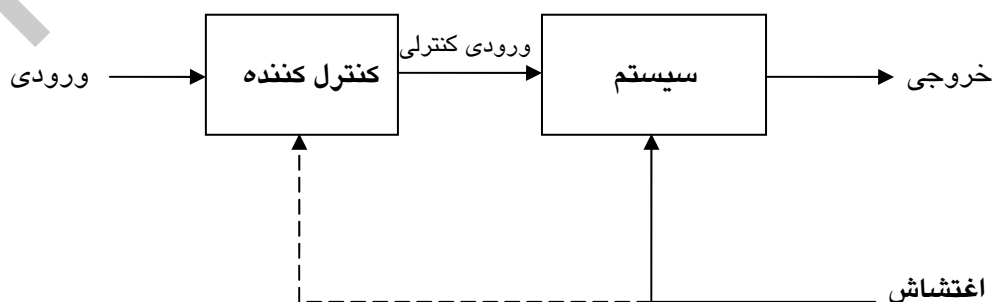 ورودی کنترلی
ورودی
کنترل کننده
سیستم
خروجی
اغتشاش